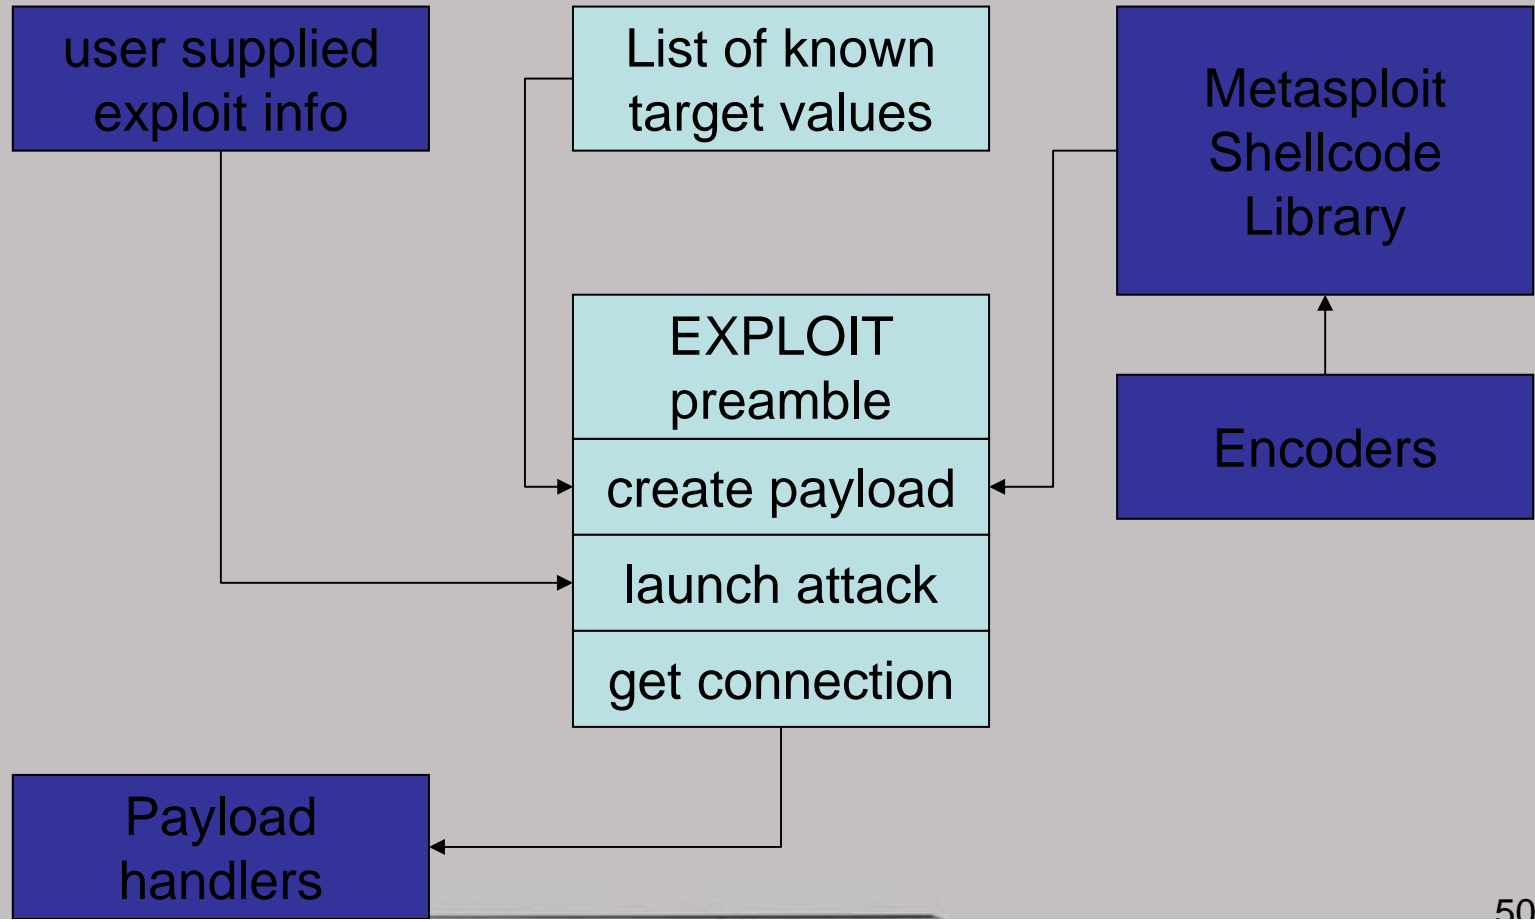 user supplied
exploit info
List of known
target values
Metasploit
Shellcode
Library
EXPLOIT
preamble
create payload
launch attack
get connection
Encoders
Payload
handlers
50